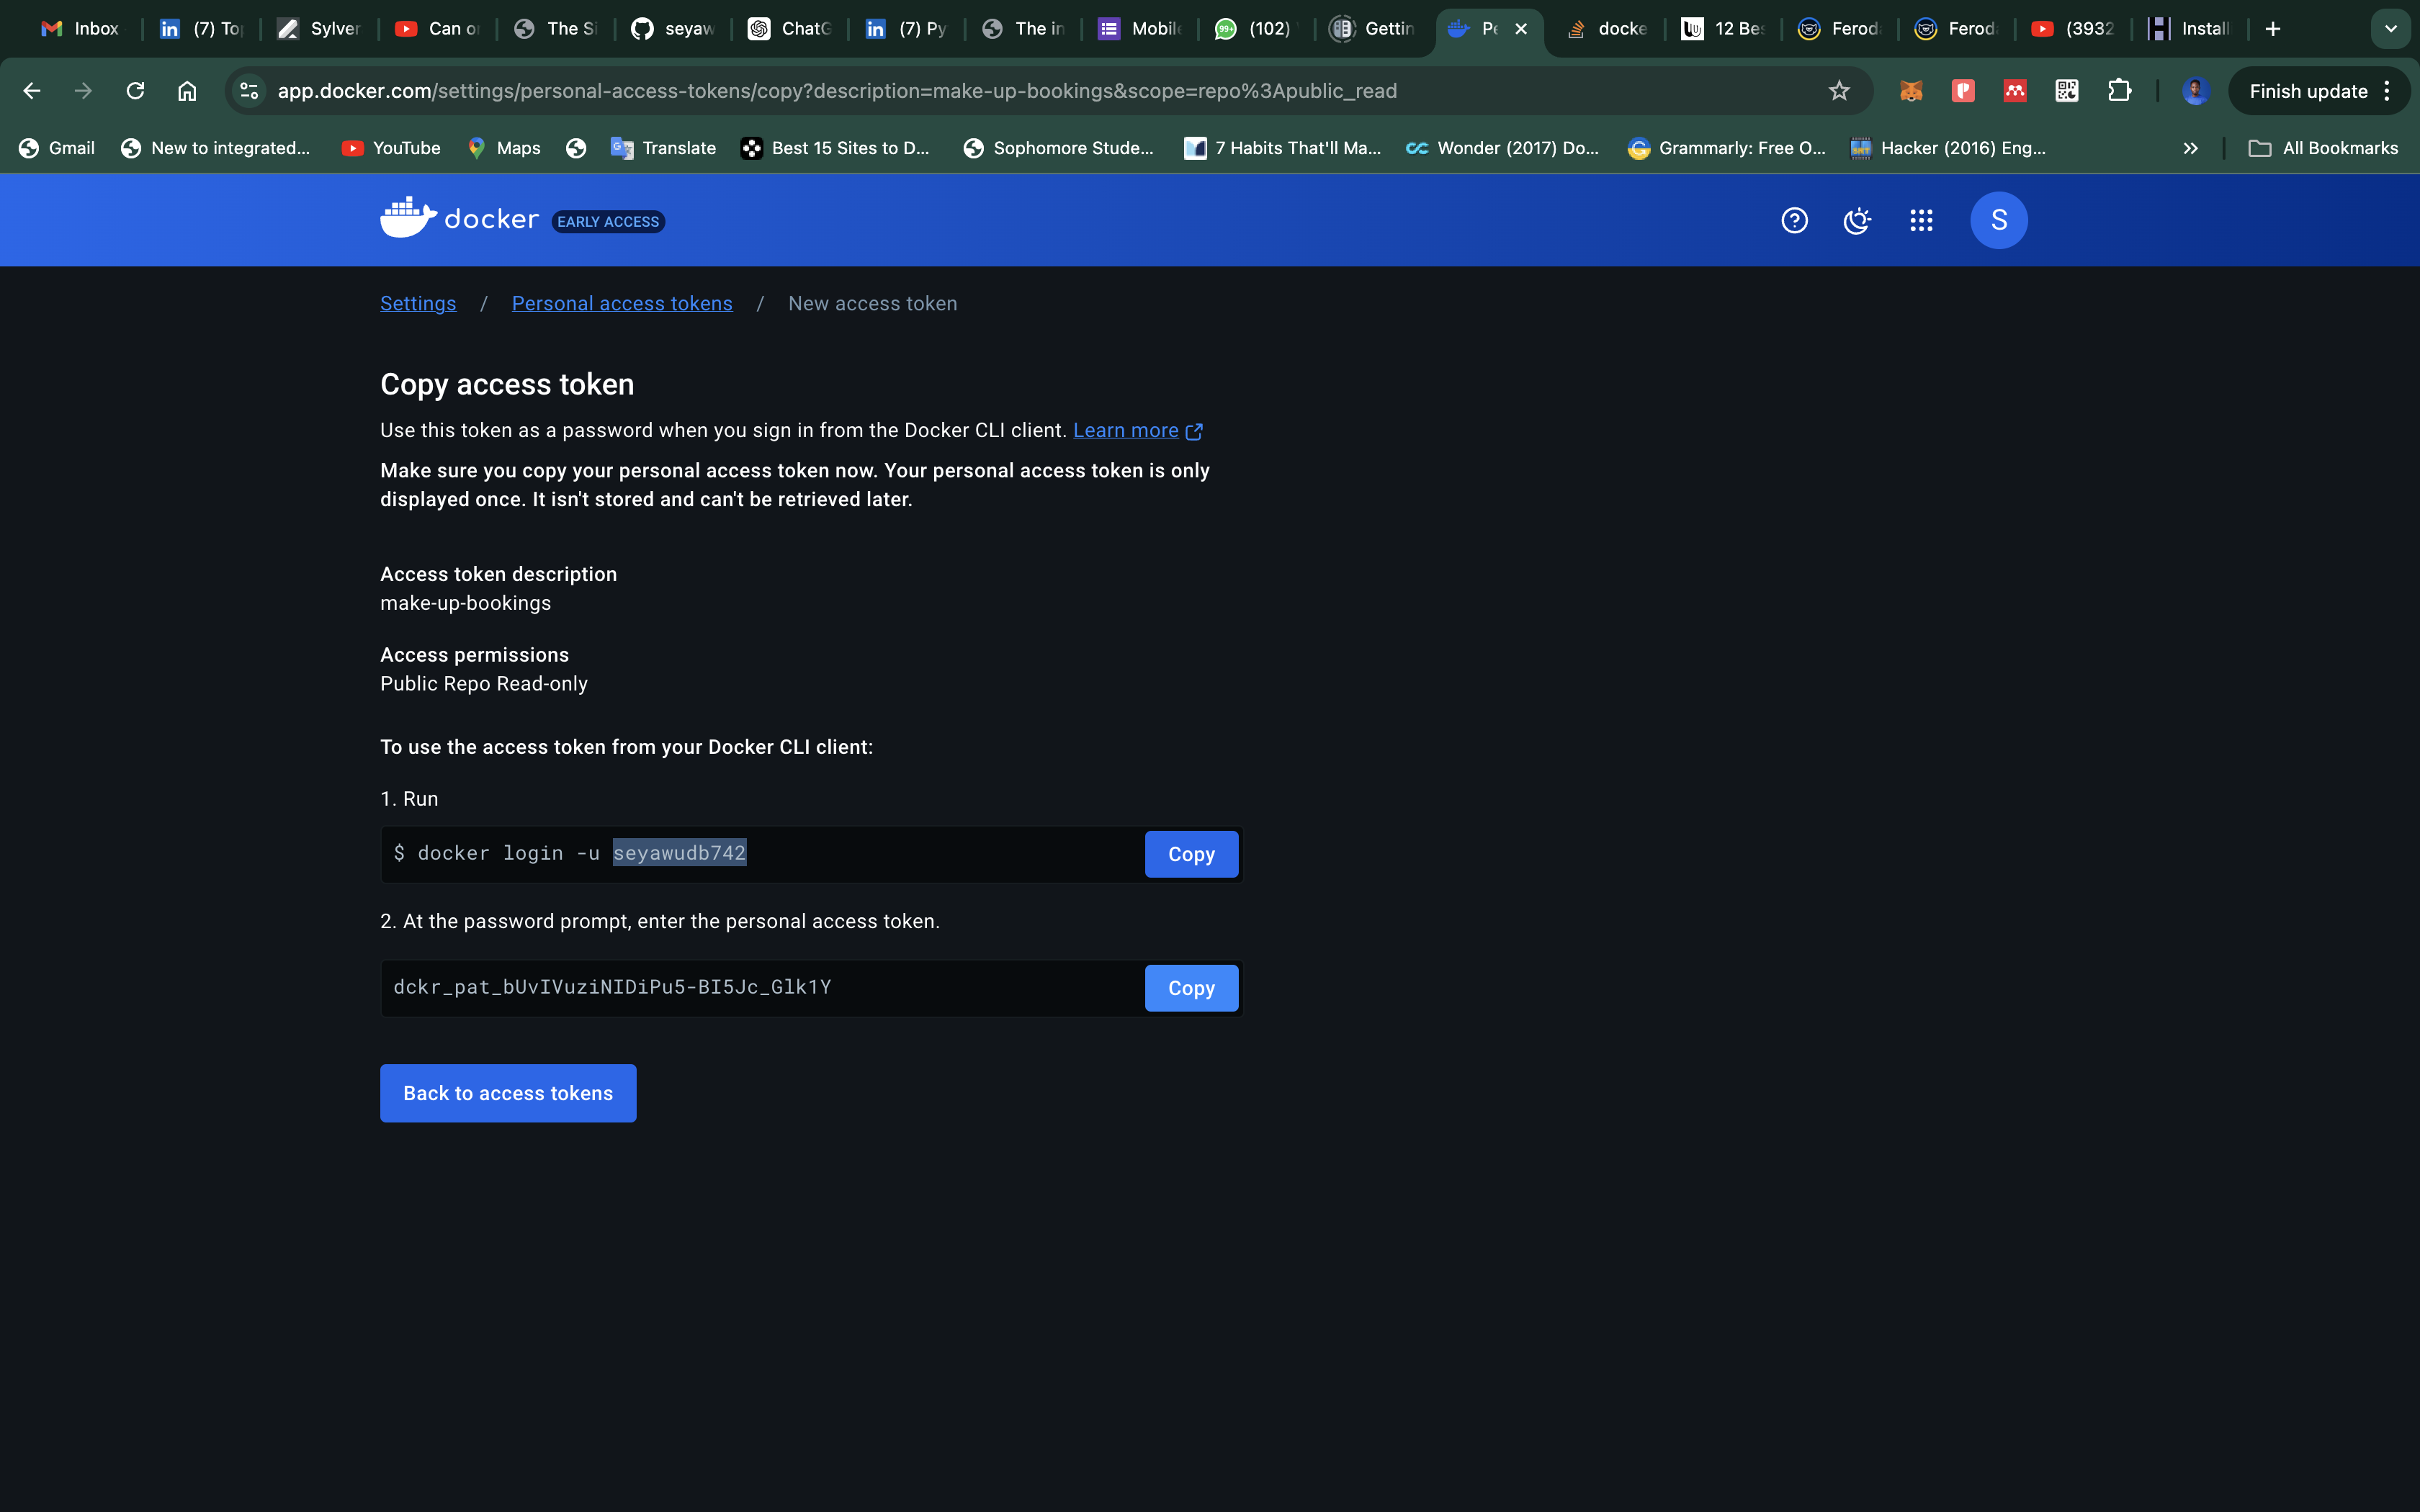 Inbox
(7) To
Sylver
Can o
The Si
seyaw
ChatG
(7) Py
The in
Mobil
(102)
Gettin
Pe
docke
12 Be
Ferod
Ferod
(3932
Install
app.docker.com/settings/personal-access-tokens/copy?description=make-up-bookings&scope=repo%3Apublic_read
Finish update
Gmail
New to integrated...
YouTube
Maps
Translate
Best 15 Sites to D...
Sophomore Stude...
7 Habits That'll Ma...
Wonder (2017) Do...
Grammarly: Free O...
Hacker (2016) Eng...
All Bookmarks
docker EARLY ACCESS
S
Settings / Personal access tokens / New access token
Copy access token
Use this token as a password when you sign in from the Docker CLI client. Learn more
Make sure you copy your personal access token now. Your personal access token is only
displayed once. It isn't stored and can't be retrieved later.
Access token description
make-up-bookings
Access permissions
Public Repo Read-only
To use the access token from your Docker CLI client:
1. Run
$ docker login -u seyawudb742
Copy
2. At the password prompt, enter the personal access token.
dckr_pat_bUvIVuziNIDiPu5-BI5Jc_Glk1Y
Copy
Back to access tokens